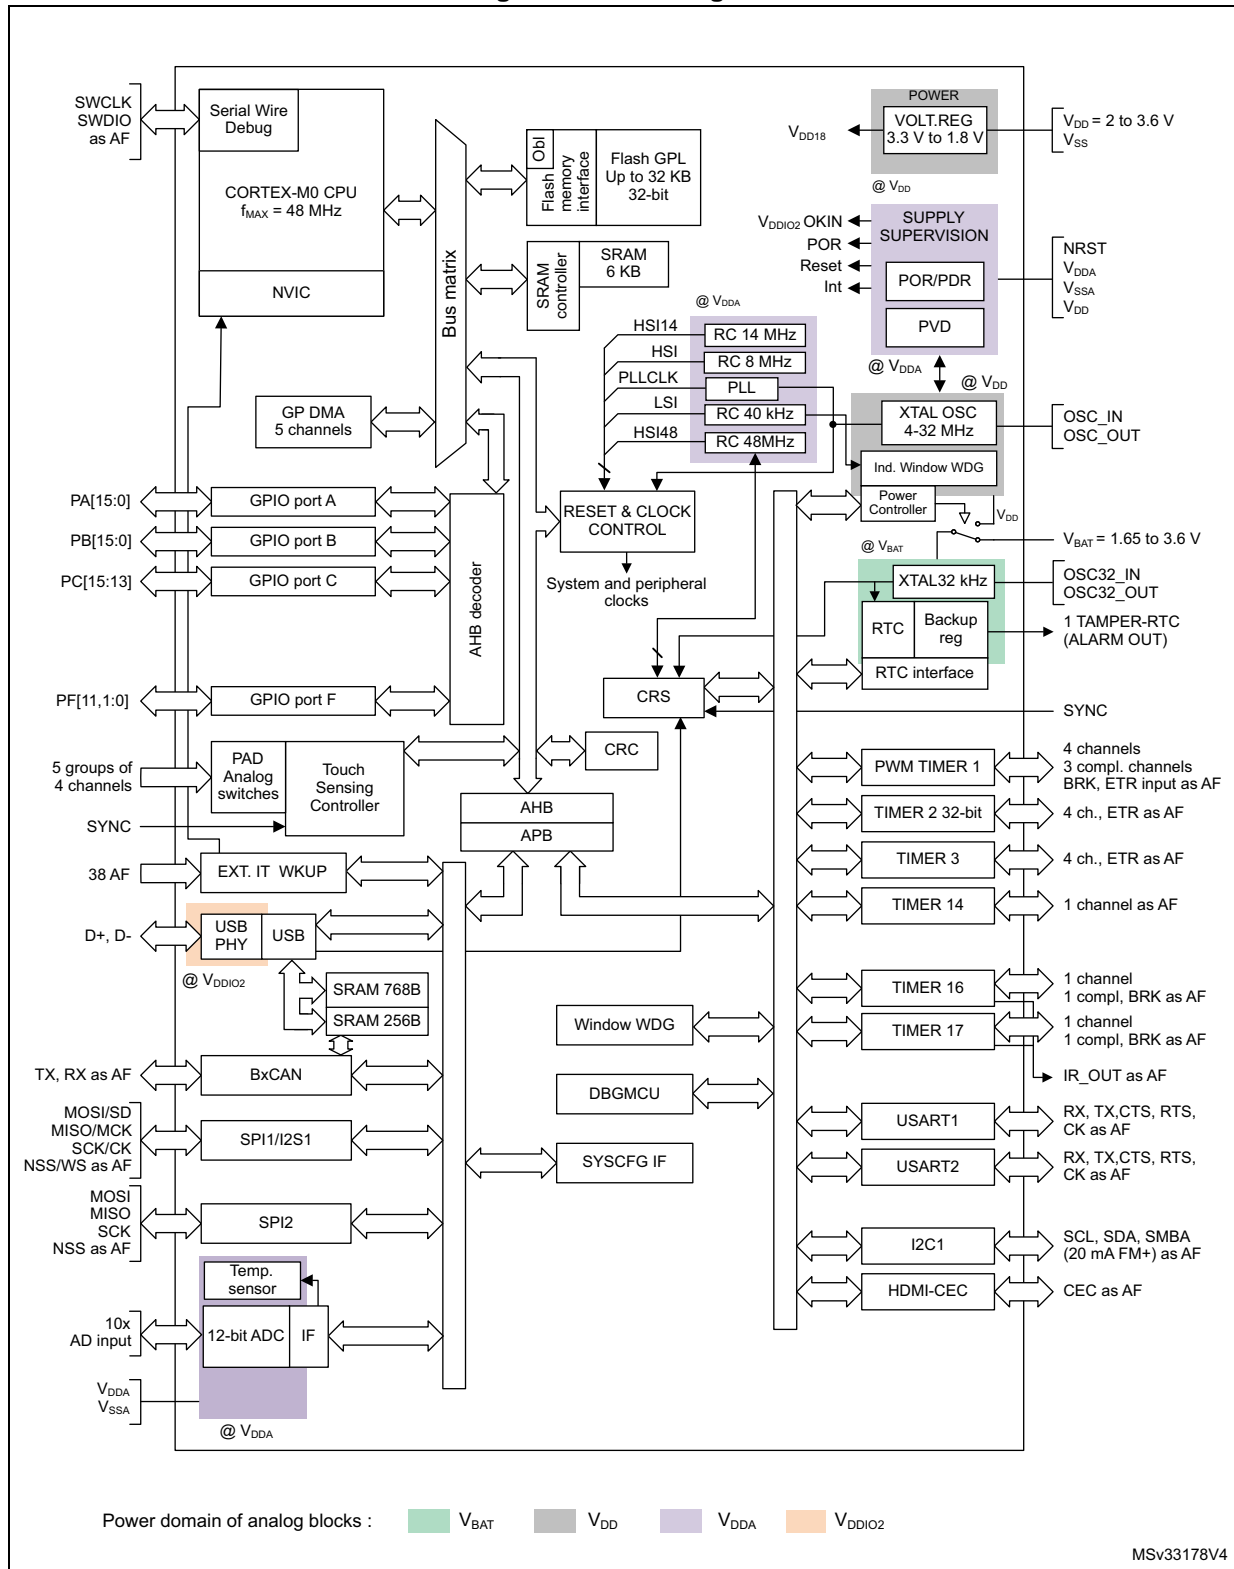 SWCLK
SWDIO
as AF
Serial Wire
Debug
CORTEX-M0 CPU
fMAX = 48 MHz
NVIC
Bus matrix
Obl
Flash
memory
interface
Flash GPL
Up to 32 KB
32-bit
SRAM
controller
SRAM
6 KB
POWER
VOLT.REG
3.3 V to 1.8 V
VDD18
VDD = 2 to 3.6 V
VSS
@ VDD
SUPPLY
SUPERVISION
POR/PDR
PVD
VDDIO2 OKIN
POR
Reset
Int
NRST
VDDA
VSSA
VDD
@ VDDA
@ VDD
@ VDDA
HSI14
HSI
PLLCLK
LSI
HSI48
RC 14 MHz
RC 8 MHz
PLL
RC 40 kHz
RC 48MHz
XTAL OSC
4-32 MHz
OSC_IN
OSC_OUT
Ind. Window WDG
Power
Controller
VDD
VBAT = 1.65 to 3.6 V
@ VBAT
XTAL32 kHz
OSC32_IN
OSC32_OUT
RTC
Backup
reg
1 TAMPER-RTC
(ALARM OUT)
RTC interface
GP DMA
5 channels
RESET & CLOCK
CONTROL
System and peripheral
clocks
PA[15:0]
GPIO port A
PB[15:0]
GPIO port B
PC[15:13]
GPIO port C
PF[11,1:0]
GPIO port F
AHB decoder
CRS
SYNC
5 groups of
4 channels
PAD
Analog
switches
Touch
Sensing
Controller
SYNC
CRC
AHB
APB
38 AF
EXT. IT WKUP
D+, D-
USB
PHY
USB
@ VDDIO2
SRAM 768B
SRAM 256B
TX, RX as AF
BxCAN
MOSI/SD
MISO/MCK
SCK/CK
NSS/WS as AF
SPI1/I2S1
MOSI
MISO
SCK
NSS as AF
SPI2
Temp.
sensor
10x
AD input
12-bit ADC
IF
VDDA
VSSA
@ VDDA
Window WDG
DBGMCU
SYSCFG IF
PWM TIMER 1
4 channels
3 compl. channels
BRK, ETR input as AF
TIMER 2 32-bit
4 ch., ETR as AF
TIMER 3
4 ch., ETR as AF
TIMER 14
1 channel as AF
TIMER 16
1 channel
1 compl, BRK as AF
TIMER 17
1 channel
1 compl, BRK as AF
IR_OUT as AF
USART1
RX, TX,CTS, RTS,
CK as AF
USART2
RX, TX,CTS, RTS,
CK as AF
I2C1
SCL, SDA, SMBA
(20 mA FM+) as AF
HDMI-CEC
CEC as AF
Power domain of analog blocks : VBAT VDD VDDA VDDIO2
MSv33178V4